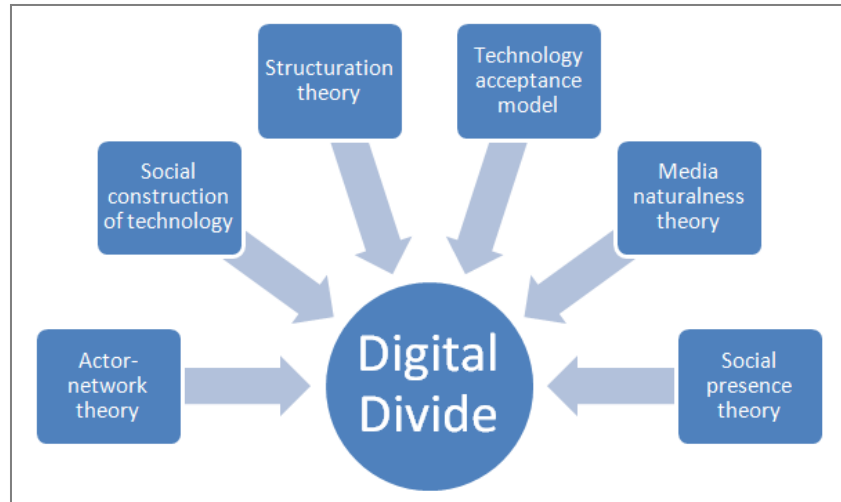 Structuration
theory
Technology
acceptance
model
Social
construction
of technology
Media
naturalness
theory
Actor-
network
theory
Digital
Divide
Social
presence
theory